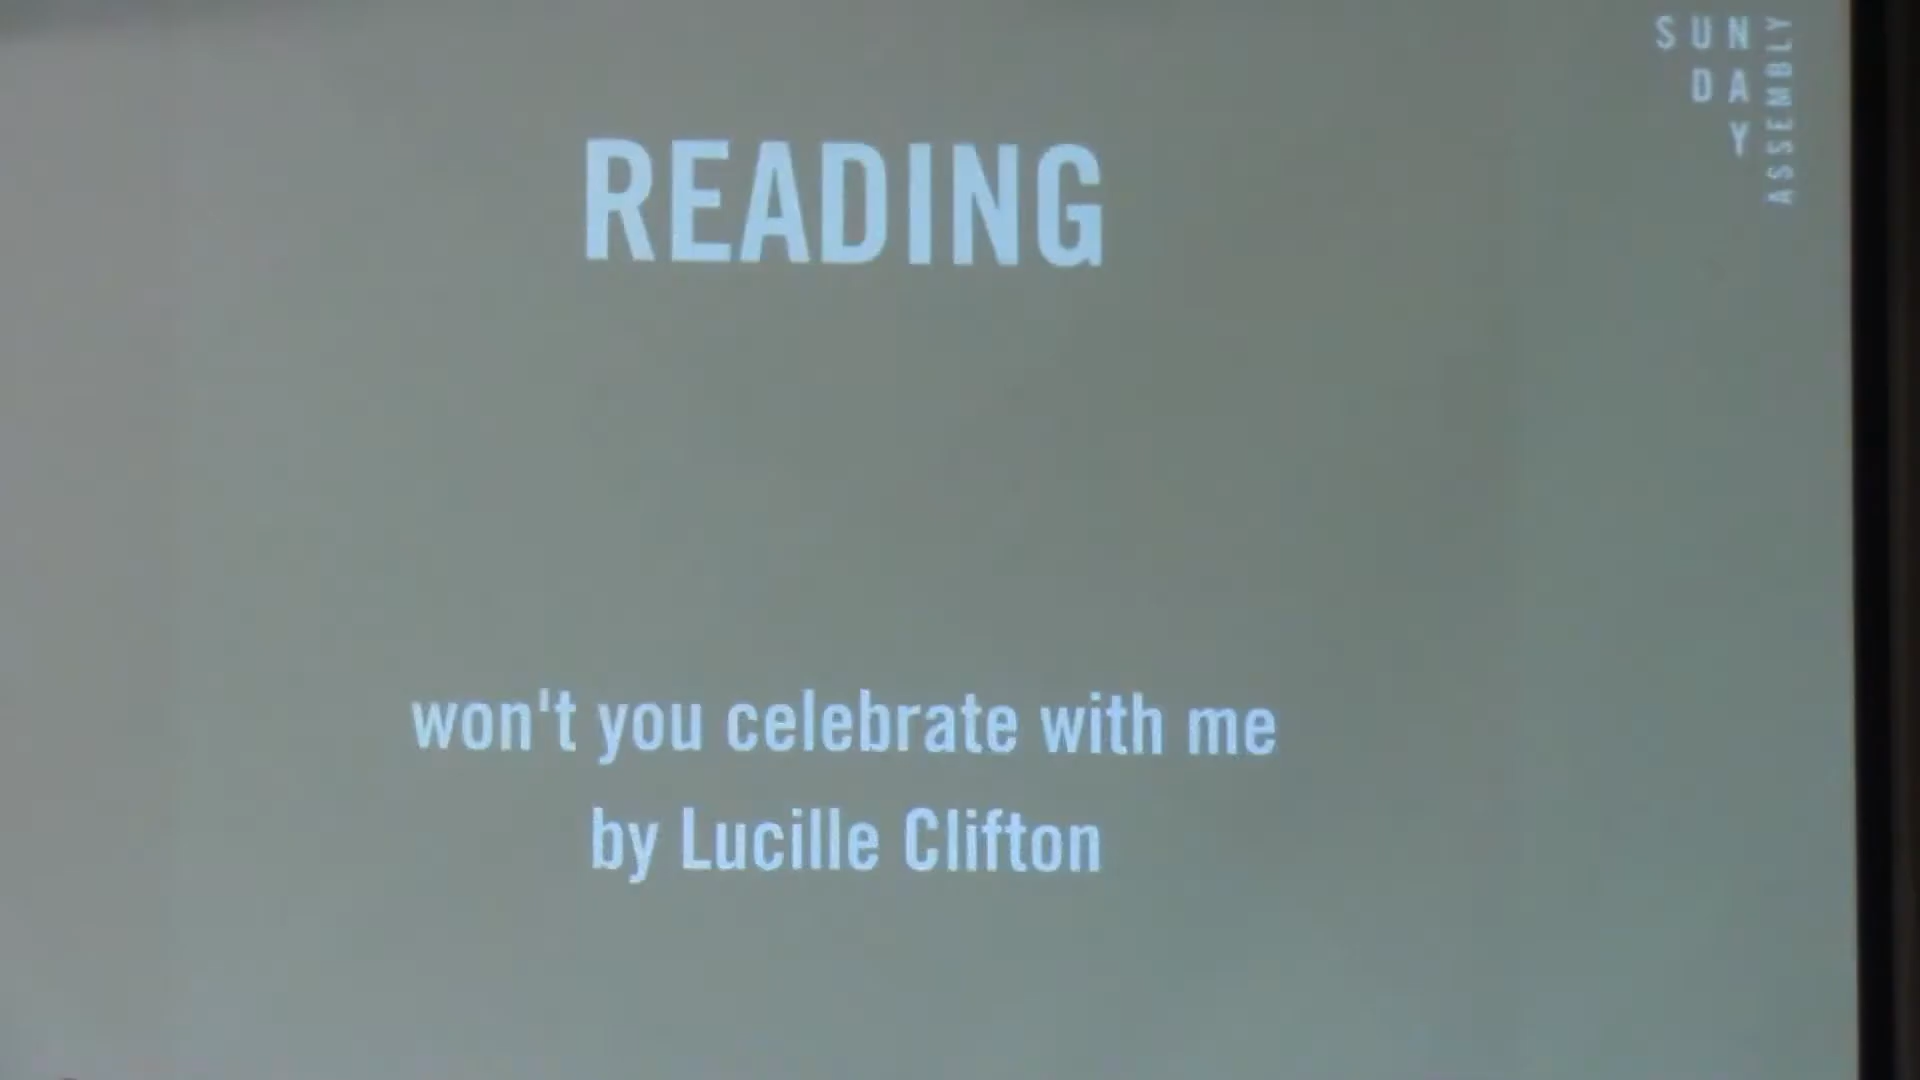 READING
SUN
DA
Y
ASSEMBLY
won't you celebrate with me
by Lucille Clifton